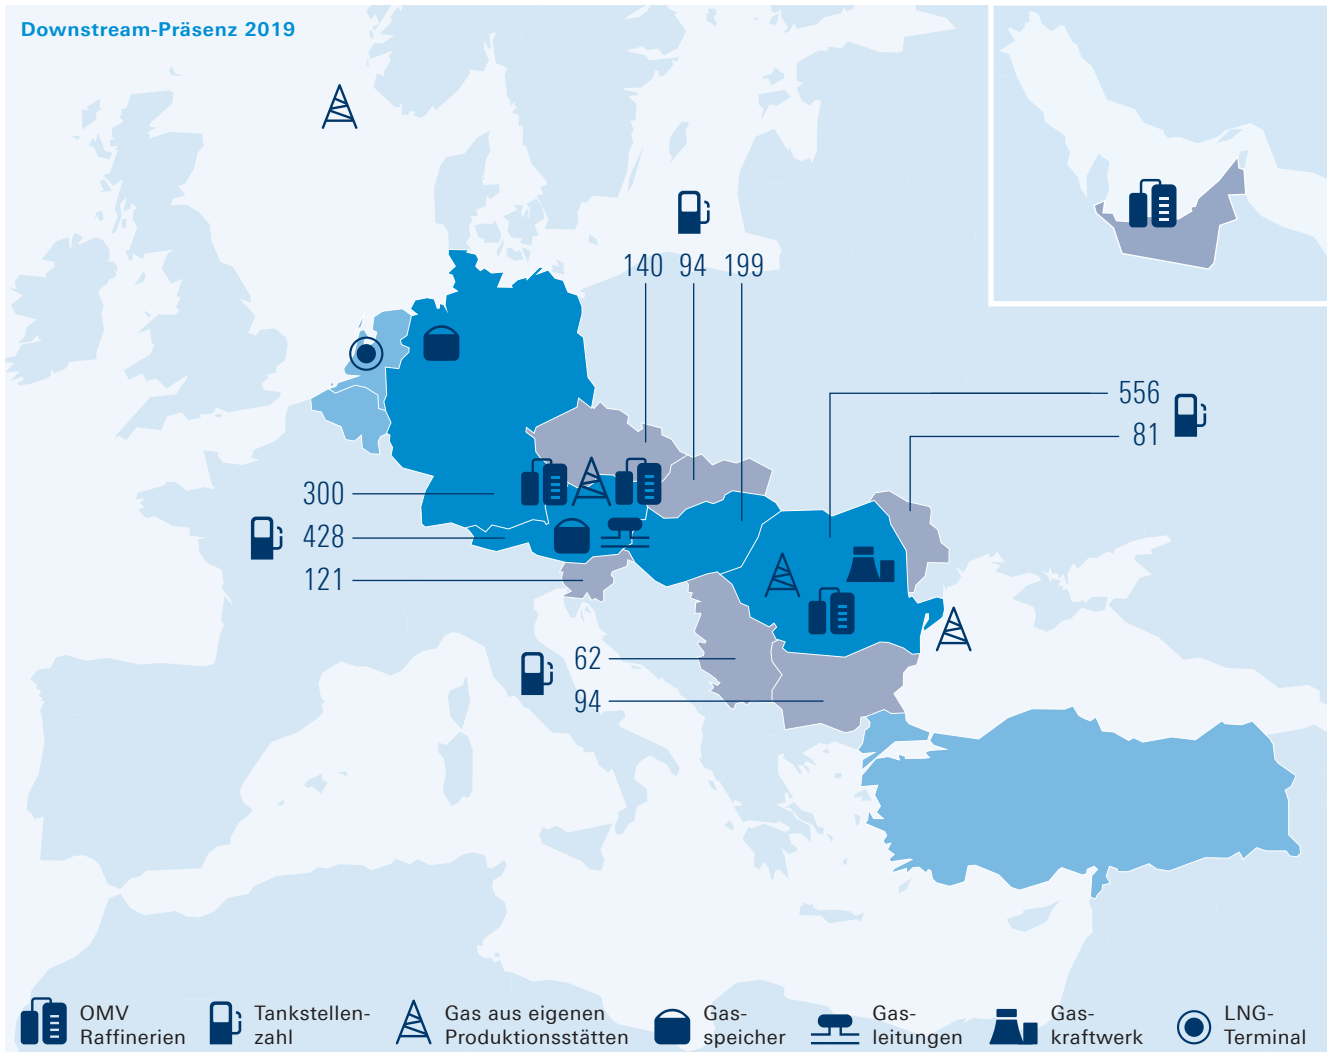 Downstream-Präsenz 2019
140 94 199
556
81
300
428
121
62
94
OMV
Raffinerien
Tankstellen-
zahl
Gas aus eigenen
Produktionsstätten
Gas-
speicher
Gas-
leitungen
Gas-
kraftwerk
LNG-
Terminal